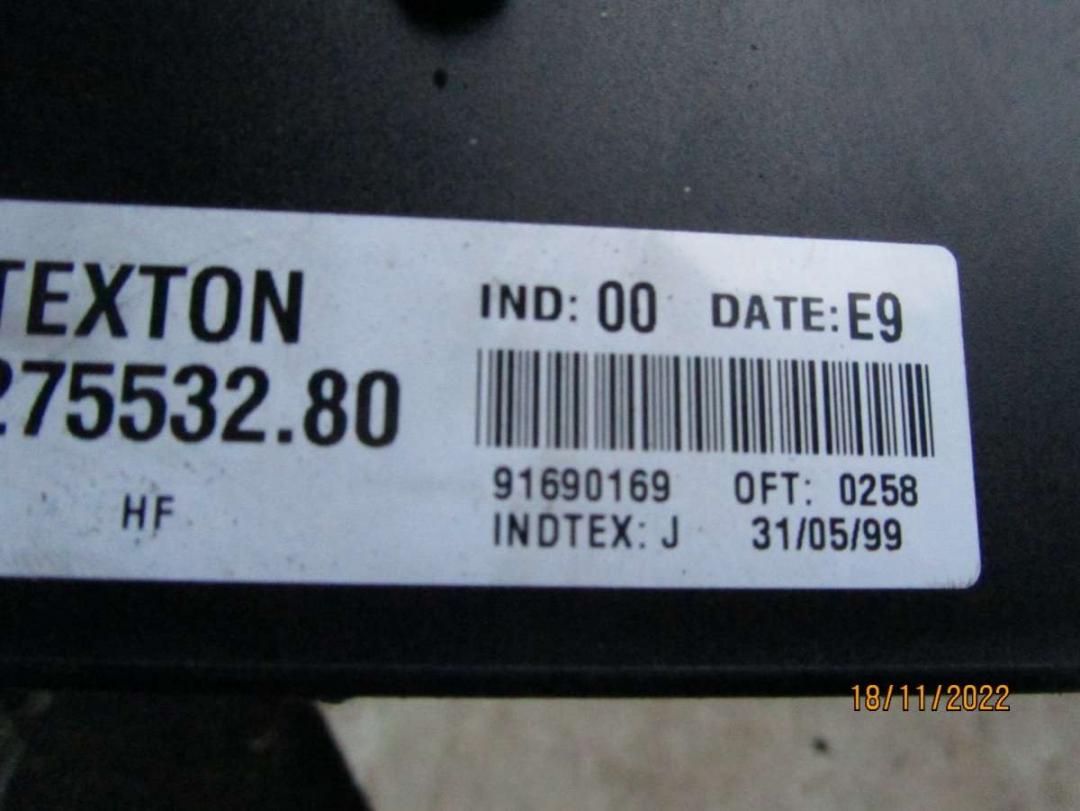 TEXTON
275532.80
HF
IND: 00 DATE: E9
91690169 OFT: 0258
INDTEX: J 31/05/99
18/11/2022